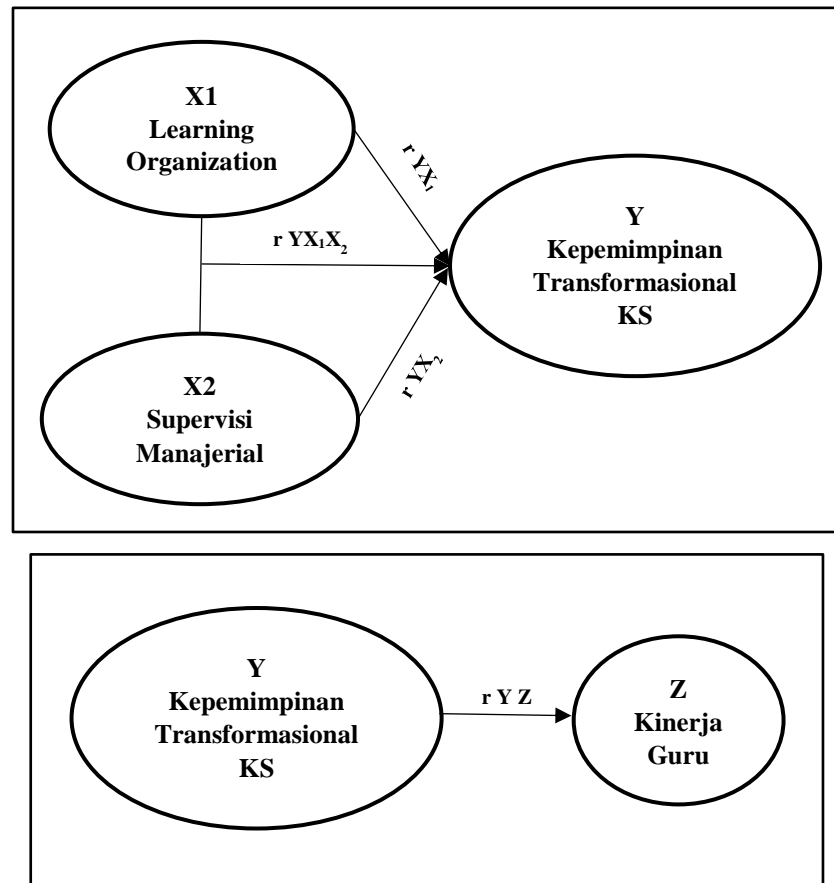 X1
Learning
Organization
r YX₁
r YX₁X₂
Y
Kepemimpinan
Transformasional
KS
r YX₂
X2
Supervisi
Manajerial
Y
Kepemimpinan
Transformasional
KS
r Y Z
Z
Kinerja
Guru